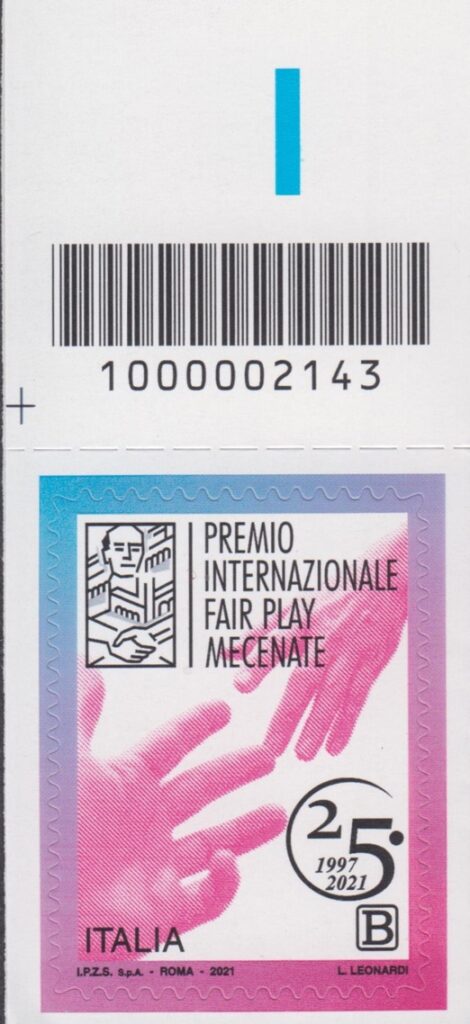 1000002143
PREMIO
INTERNAZIONALE
FAIR PLAY
MECENATE
25°
1997
2021
B
ITALIA
I.P.Z.S. S.p.A. - ROMA - 2021
L. LEONARDI